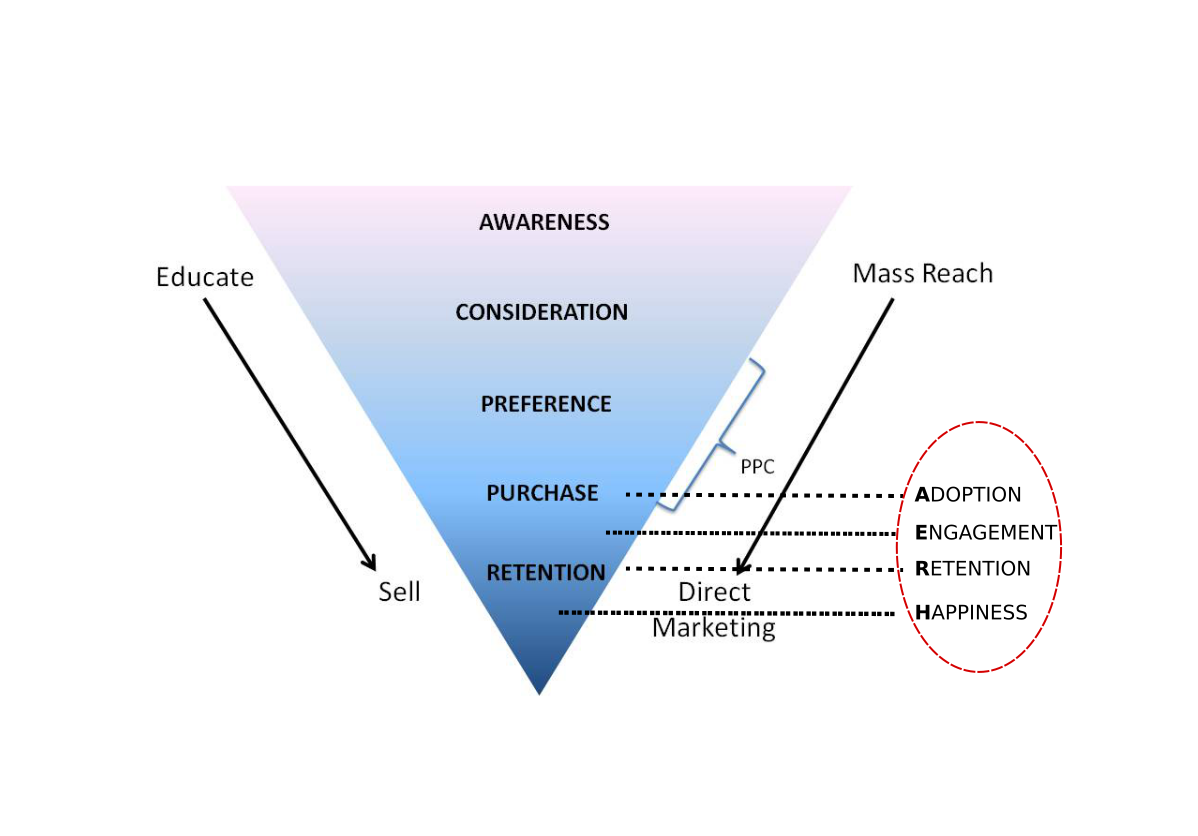 AWARENESS
Educate
Mass Reach
CONSIDERATION
PREFERENCE
PPC
PURCHASE
ADOPTION
ENGAGEMENT
RETENTION
RETENTION
Sell
Direct
Marketing
HAPPINESS